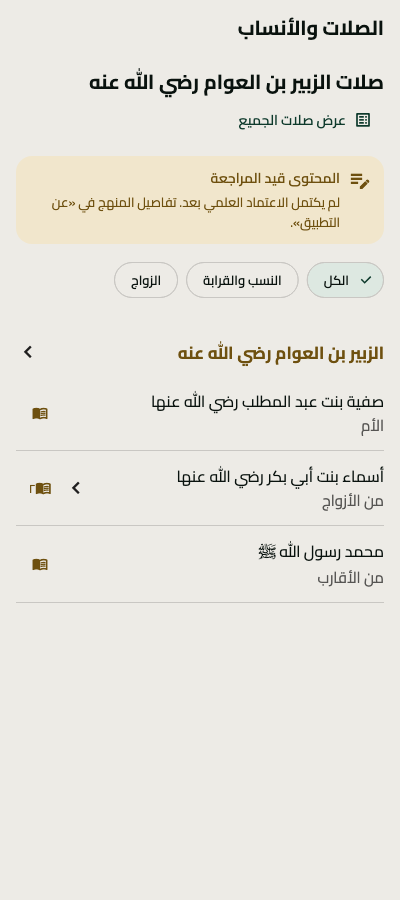 الصلات والأنساب
صلات الزبير بن العوام رضي الله عنه
عرض صلات الجميع
المحتوى قيد المراجعة
لم يكتمل الاعتماد العلمي بعد. تفاصيل المنهج في «عن
التطبيق».
الكل
النسب والقرابة
الزواج
الزبير بن العوام رضي الله عنه
صفية بنت عبد المطلب رضي الله عنها
الأم
أسماء بنت أبي بكر رضي الله عنها
من الأزواج
٢
محمد رسول الله ﷺ
من الأقارب